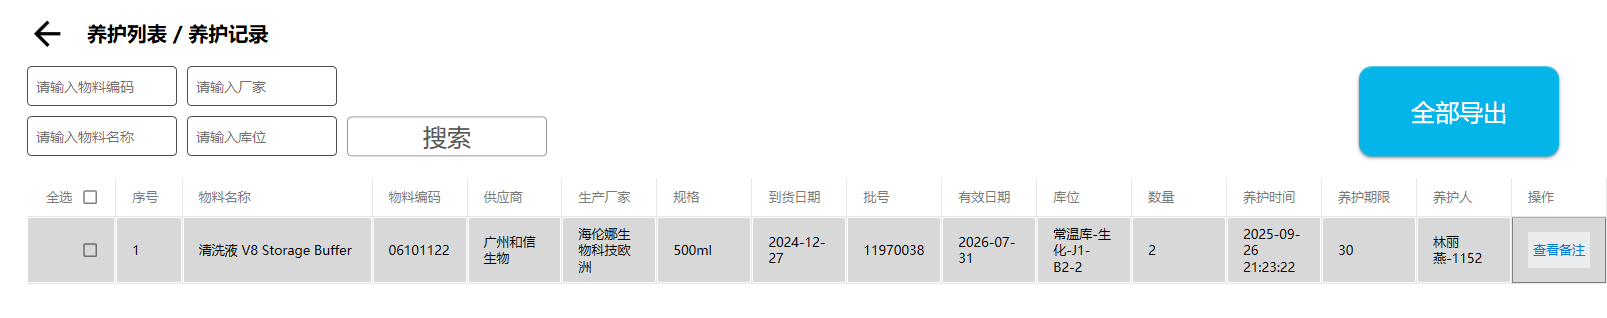 养护列表 / 养护记录
请输入物料编码 请输入厂家
全部导出
请输入物料名称 请输入库位 搜索
全选 序号 物料名称 物料编码 供应商 生产厂家 规格 到货日期 批号 有效日期 库位 数量 养护时间 养护期限 养护人 操作
1
清洗液 V8 Storage Buffer
06101122
广州和信
生物
海伦娜生
物科技欧
洲
500ml
2024-12-
27
11970038
2026-07-
31
常温库-生
化-J1-
B2-2
2
2025-09-
26
21:23:22
30
林丽
燕-1152
查看备注